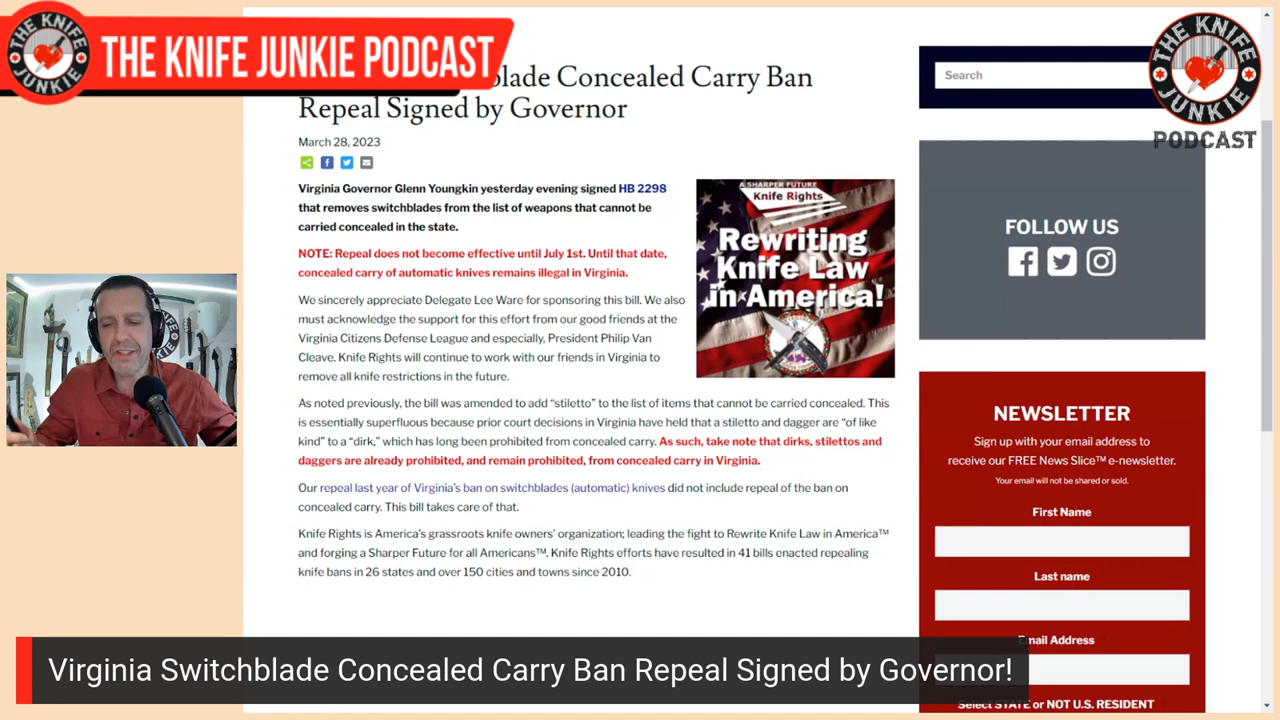 THE KNIFE JUNKIE
THE KNIFE JUNKIE PODCAST
THE KNIFE JUNKIE
PODCAST
blade Concealed Carry Ban
Repeal Signed by Governor
March 28, 2023
Virginia Governor Glenn Youngkin yesterday evening signed HB 2298
that removes switchblades from the list of weapons that cannot be
carried concealed in the state.
NOTE: Repeal does not become effective until July 1st. Until that date,
concealed carry of automatic knives remains illegal in Virginia.
We sincerely appreciate Delegate Lee Ware for sponsoring this bill. We also
must acknowledge the support for this effort from our good friends at the
Virginia Citizens Defense League and especially, President Philip Van
Cleave. Knife Rights will continue to work with our friends in Virginia to
remove all knife restrictions in the future.
A SHARPER FUTURE
Knife Rights
Rewriting
Knife Law
in America!
As noted previously, the bill was amended to add “stiletto” to the list of items that cannot be carried concealed. This
is essentially superfluous because prior court decisions in Virginia have held that a stiletto and dagger are “of like
kind” to a “dirk,” which has long been prohibited from concealed carry. As such, take note that dirks, stilettos and
daggers are already prohibited, and remain prohibited, from concealed carry in Virginia.
Our repeal last year of Virginia’s ban on switchblades (automatic) knives did not include repeal of the ban on
concealed carry. This bill takes care of that.
Knife Rights is America’s grassroots knife owners’ organization; leading the fight to Rewrite Knife Law in America™
and forging a Sharper Future for all Americans™. Knife Rights efforts have resulted in 41 bills enacted repealing
knife bans in 26 states and over 150 cities and towns since 2010.
Search
FOLLOW US
NEWSLETTER
Sign up with your email address to
receive our FREE News Slice™ e-newsletter.
Your email will not be shared or sold.
First Name
Last name
Email Address
Select STATE or NOT U.S. RESIDENT
Virginia Switchblade Concealed Carry Ban Repeal Signed by Governor!